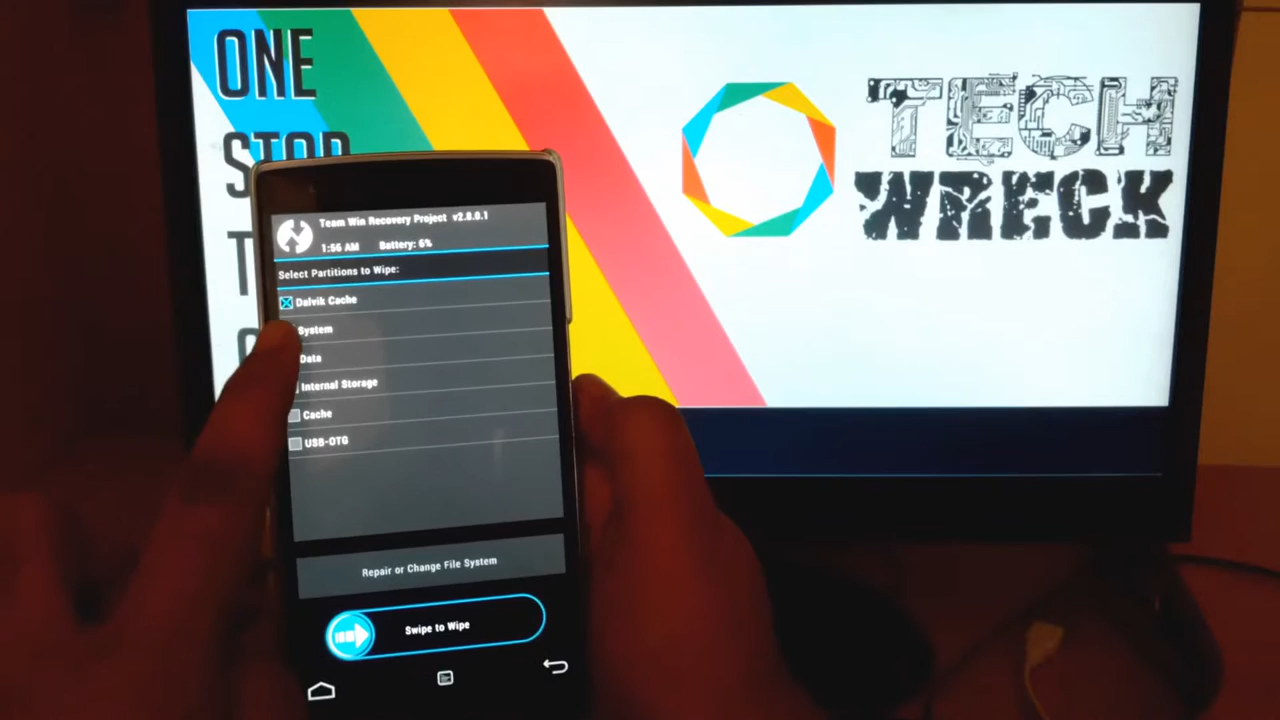 ONE
STOP
T
TECH
WRECK
Team Win Recovery Project v2.8.0.1
1:56 AM Battery: 6%
Select Partitions to Wipe:
Dalvik Cache
System
Data
Internal Storage
Cache
USB-OTG
Repair or Change File System
Swipe to Wipe